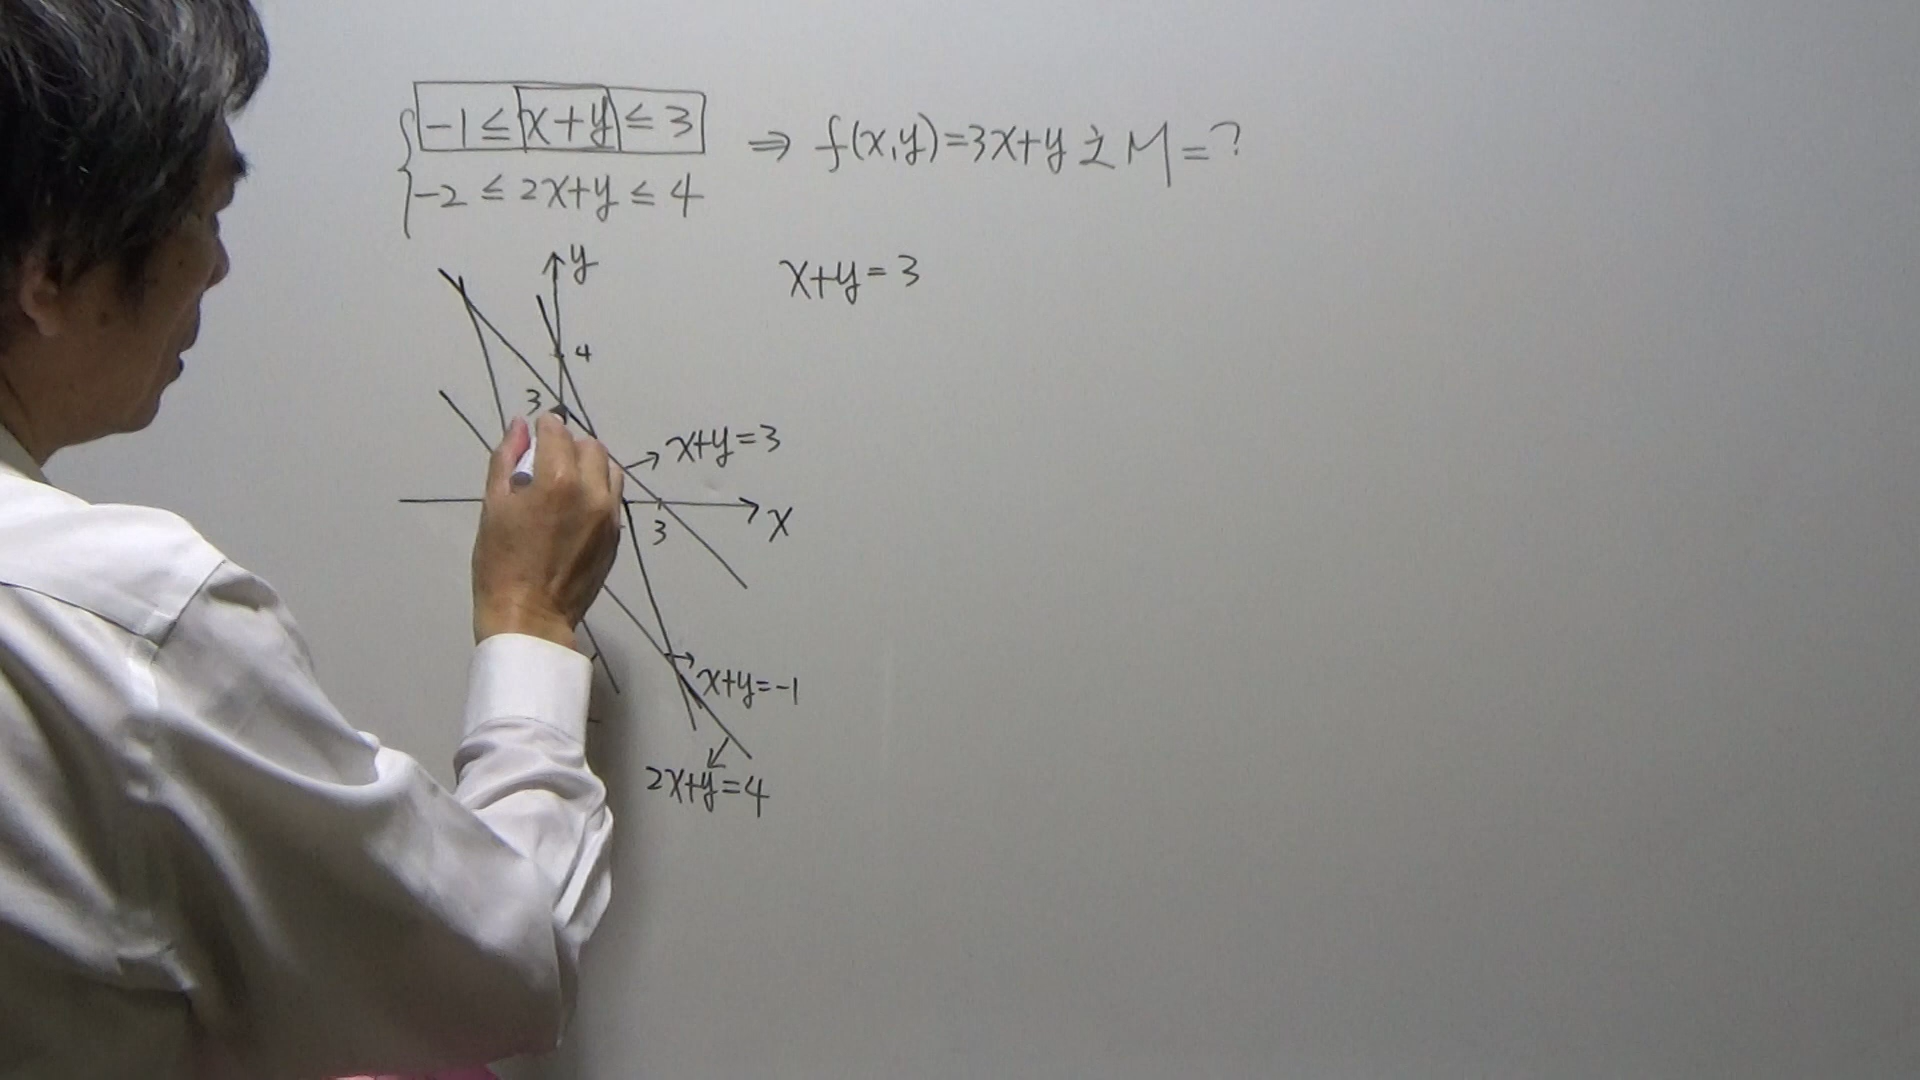 -1 ≤ x+y ≤ 3 ⇒ f(x,y)=3x+y 之 M=?
-2 ≤ 2x+y ≤ 4
y
x+y=3
4
3
x+y=3
3
x
x+y=-1
2x+y=4